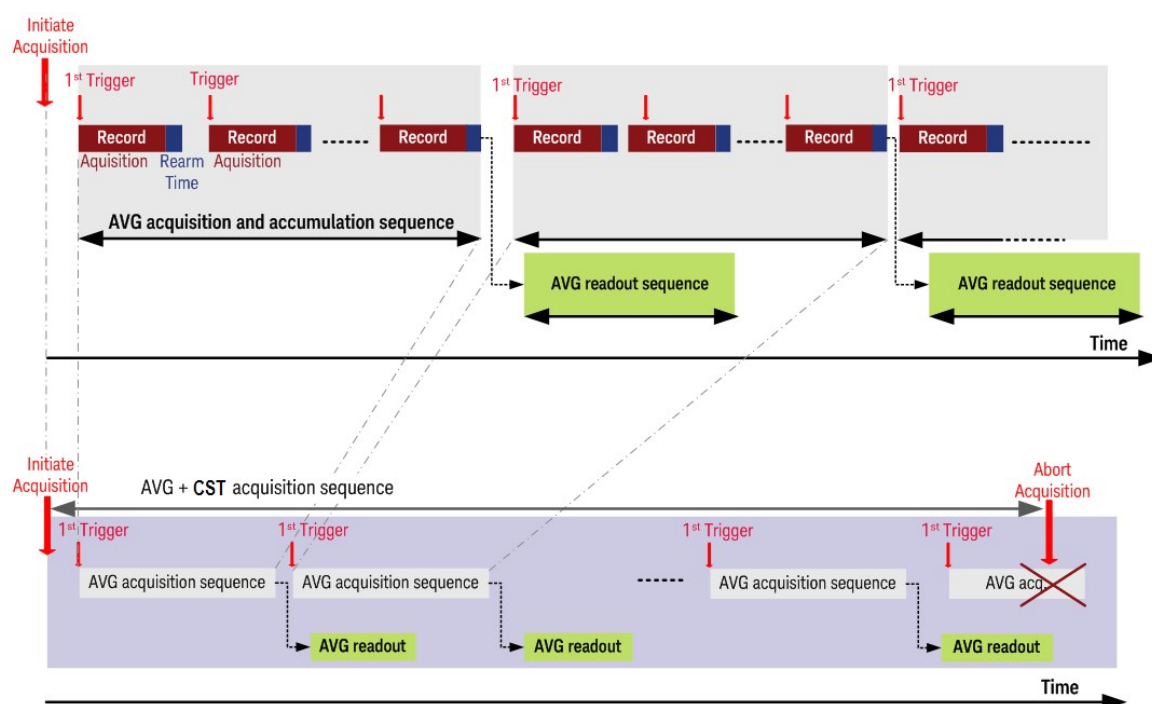 Initiate
Acquisition
1st Trigger
Trigger
1st Trigger
1st Trigger
Record
Record
Record
Record
Record
Record
Record
Aquisition
Rearm
Time
Aquisition
AVG acquisition and accumulation sequence
AVG readout sequence
AVG readout sequence
Time
Initiate
Acquisition
AVG + CST acquisition sequence
Abort
Acquisition
1st Trigger
1st Trigger
1st Trigger
1st Trigger
AVG acquisition sequence
AVG acquisition sequence
AVG acquisition sequence
AVG acq.
AVG readout
AVG readout
AVG readout
Time